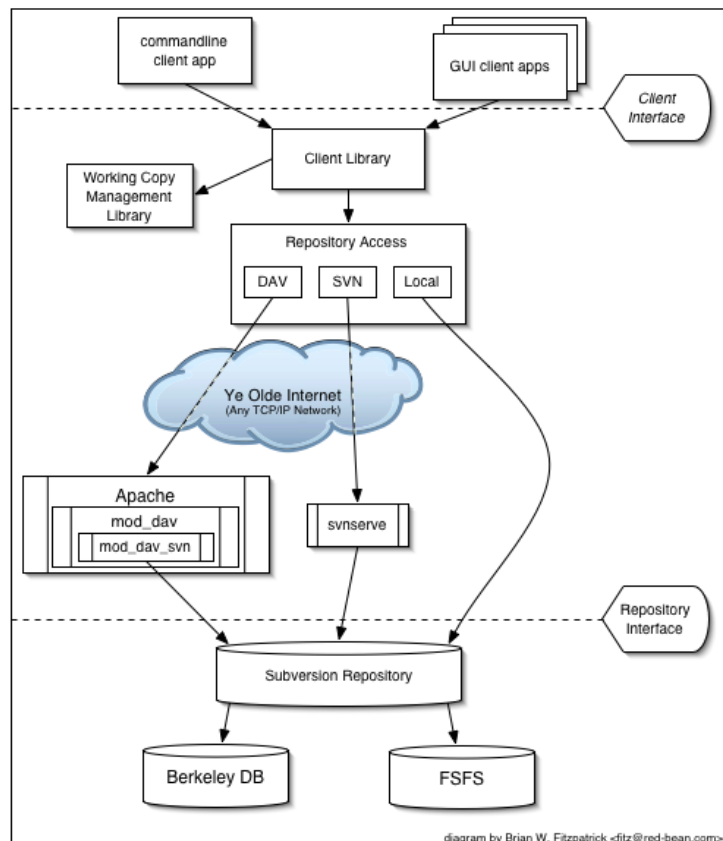 commandline
client app
GUI client apps
Client
Interface
Client Library
Working Copy
Management
Library
Repository Access
DAV
SVN
Local
Ye Olde Internet
(Any TCP/IP Network)
Apache
mod_dav
mod_dav_svn
svnserve
Repository
Interface
Subversion Repository
Berkeley DB
FSFS
diagram by Brian W. Fitzpatrick <fitz@red-bean.com>